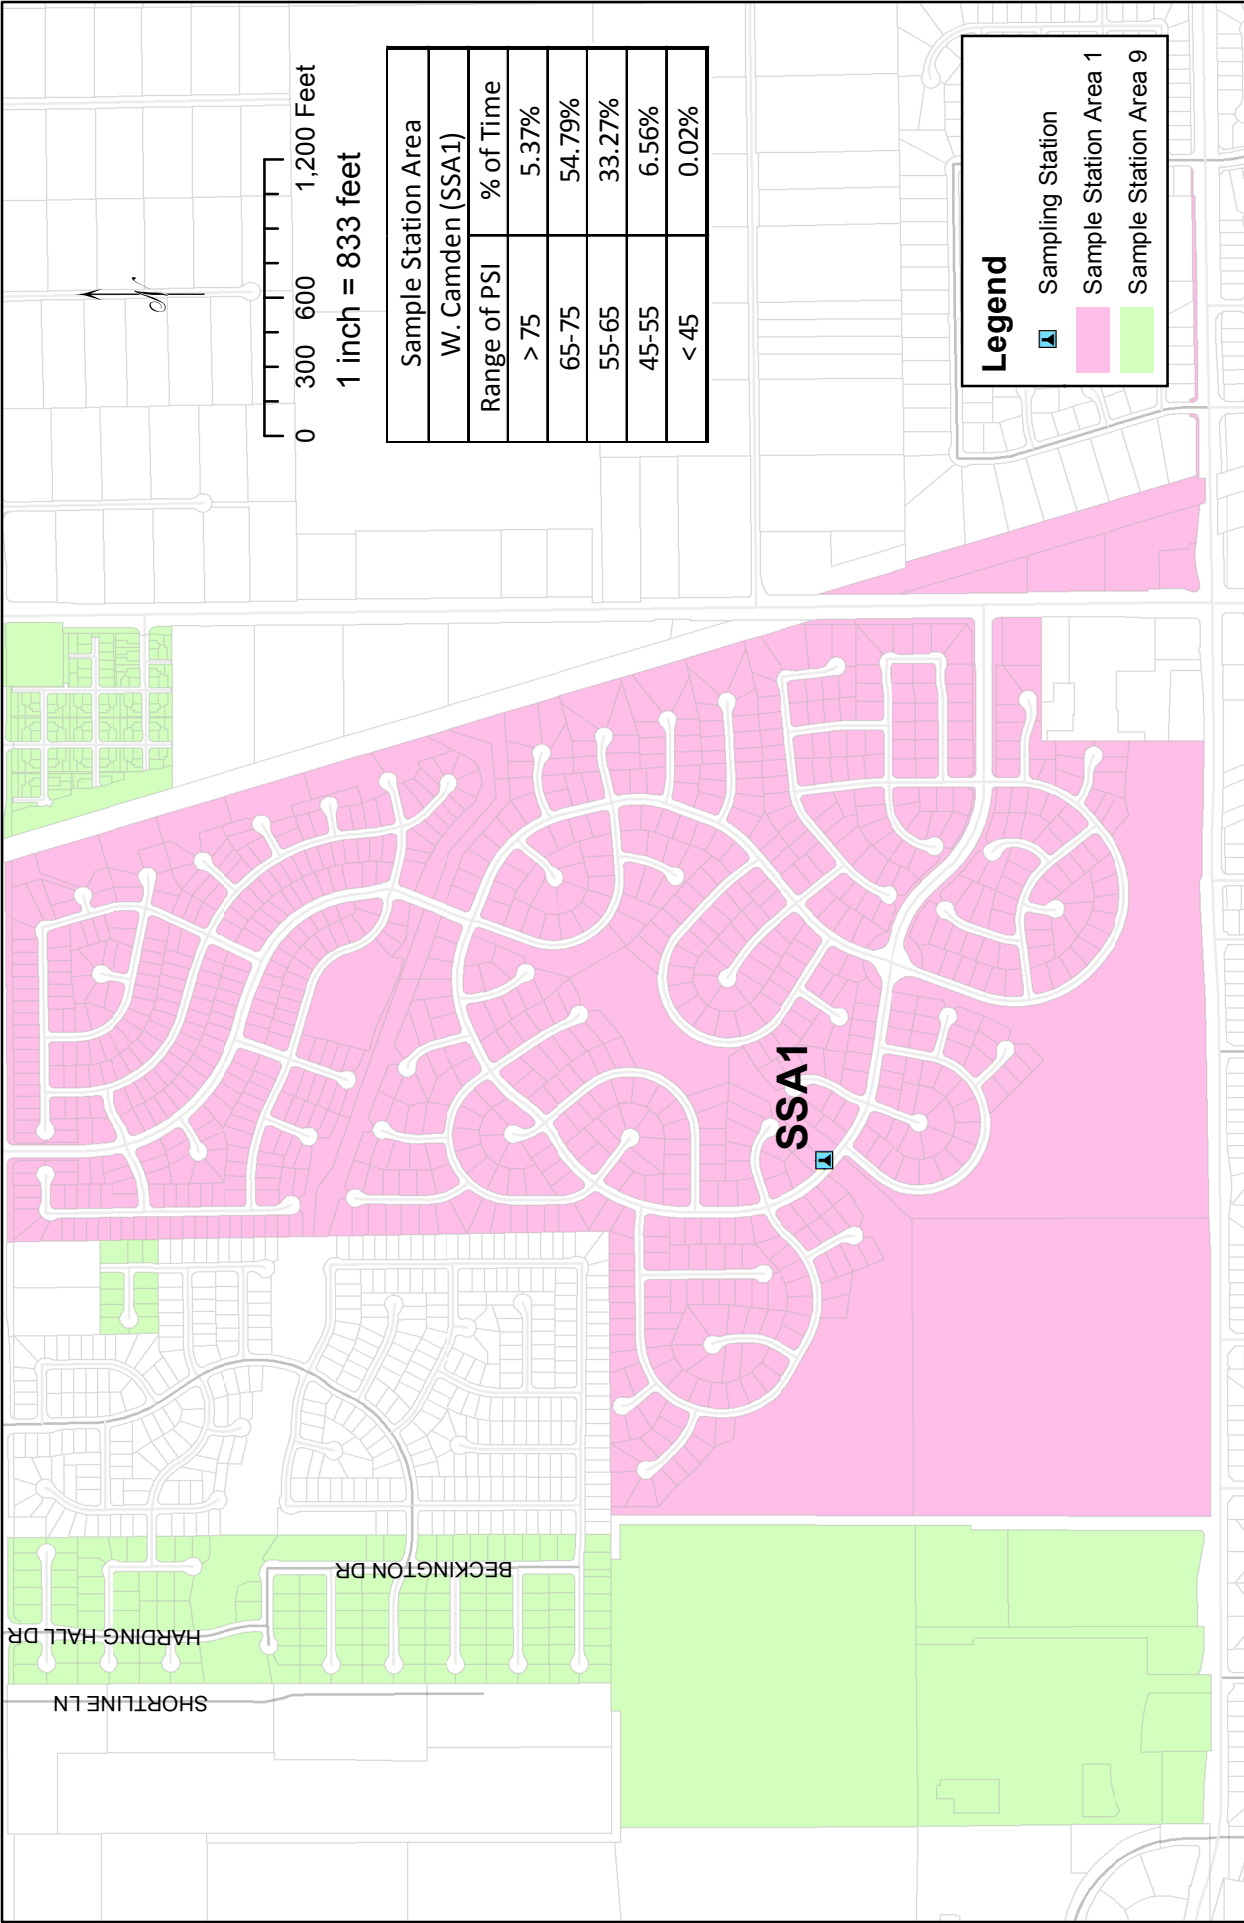 HARDING HALL DR
SHORTLINE LN
BECKINGTON DR
SSA1
N
0 300 600 1,200 Feet
1 inch = 833 feet
Sample Station Area
W. Camden (SSA1)
Range of PSI % of Time
> 75 5.37%
65-75 54.79%
55-65 33.27%
45-55 6.56%
< 45 0.02%
Legend
Sampling Station
Sample Station Area 1
Sample Station Area 9